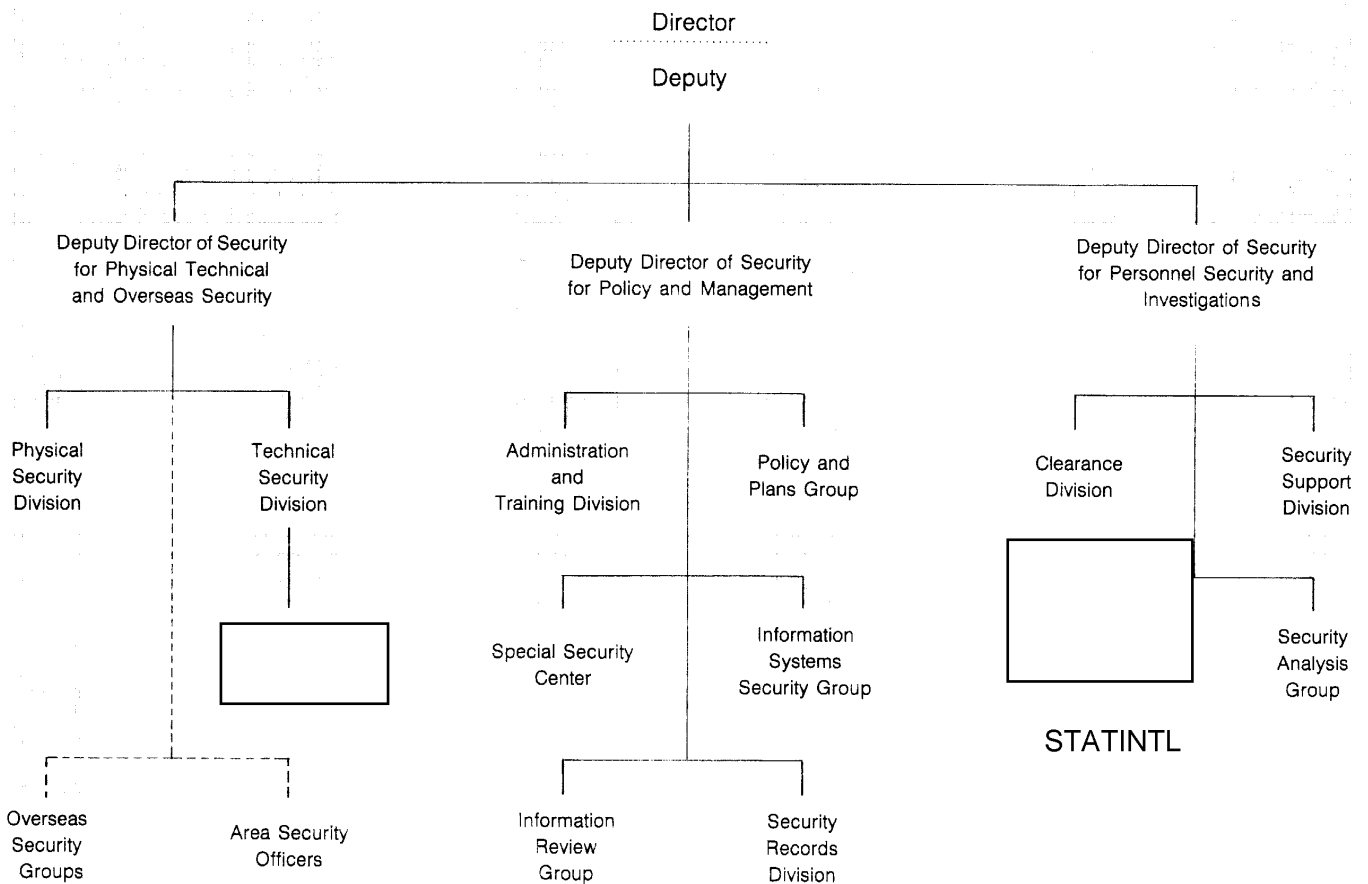 Director
Deputy
Deputy Director of Security
for Physical Technical
and Overseas Security
Deputy Director of Security
for Policy and Management
Deputy Director of Security
for Personnel Security and
Investigations
Physical
Security
Division
Technical
Security
Division
Administration
and
Training Division
Policy and
Plans Group
Clearance
Division
Security
Support
Division
Special Security
Center
Information
Systems
Security Group
Security
Analysis
Group
STATINTL
Overseas
Security
Groups
Area Security
Officers
Information
Review
Group
Security
Records
Division